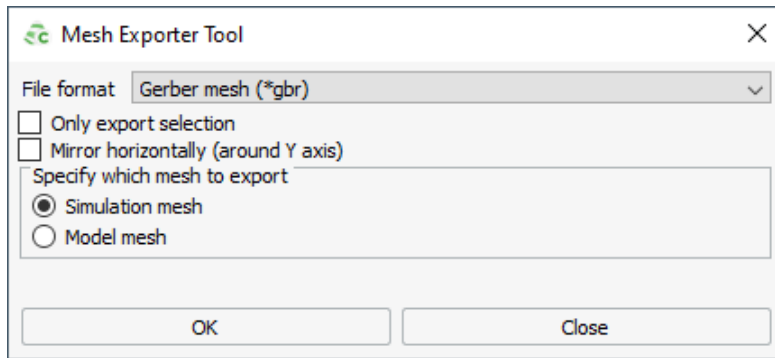 Mesh Exporter Tool
File format Gerber mesh (*gbr)
Only export selection
Mirror horizontally (around Y axis)
Specify which mesh to export
Simulation mesh
Model mesh
OK Close